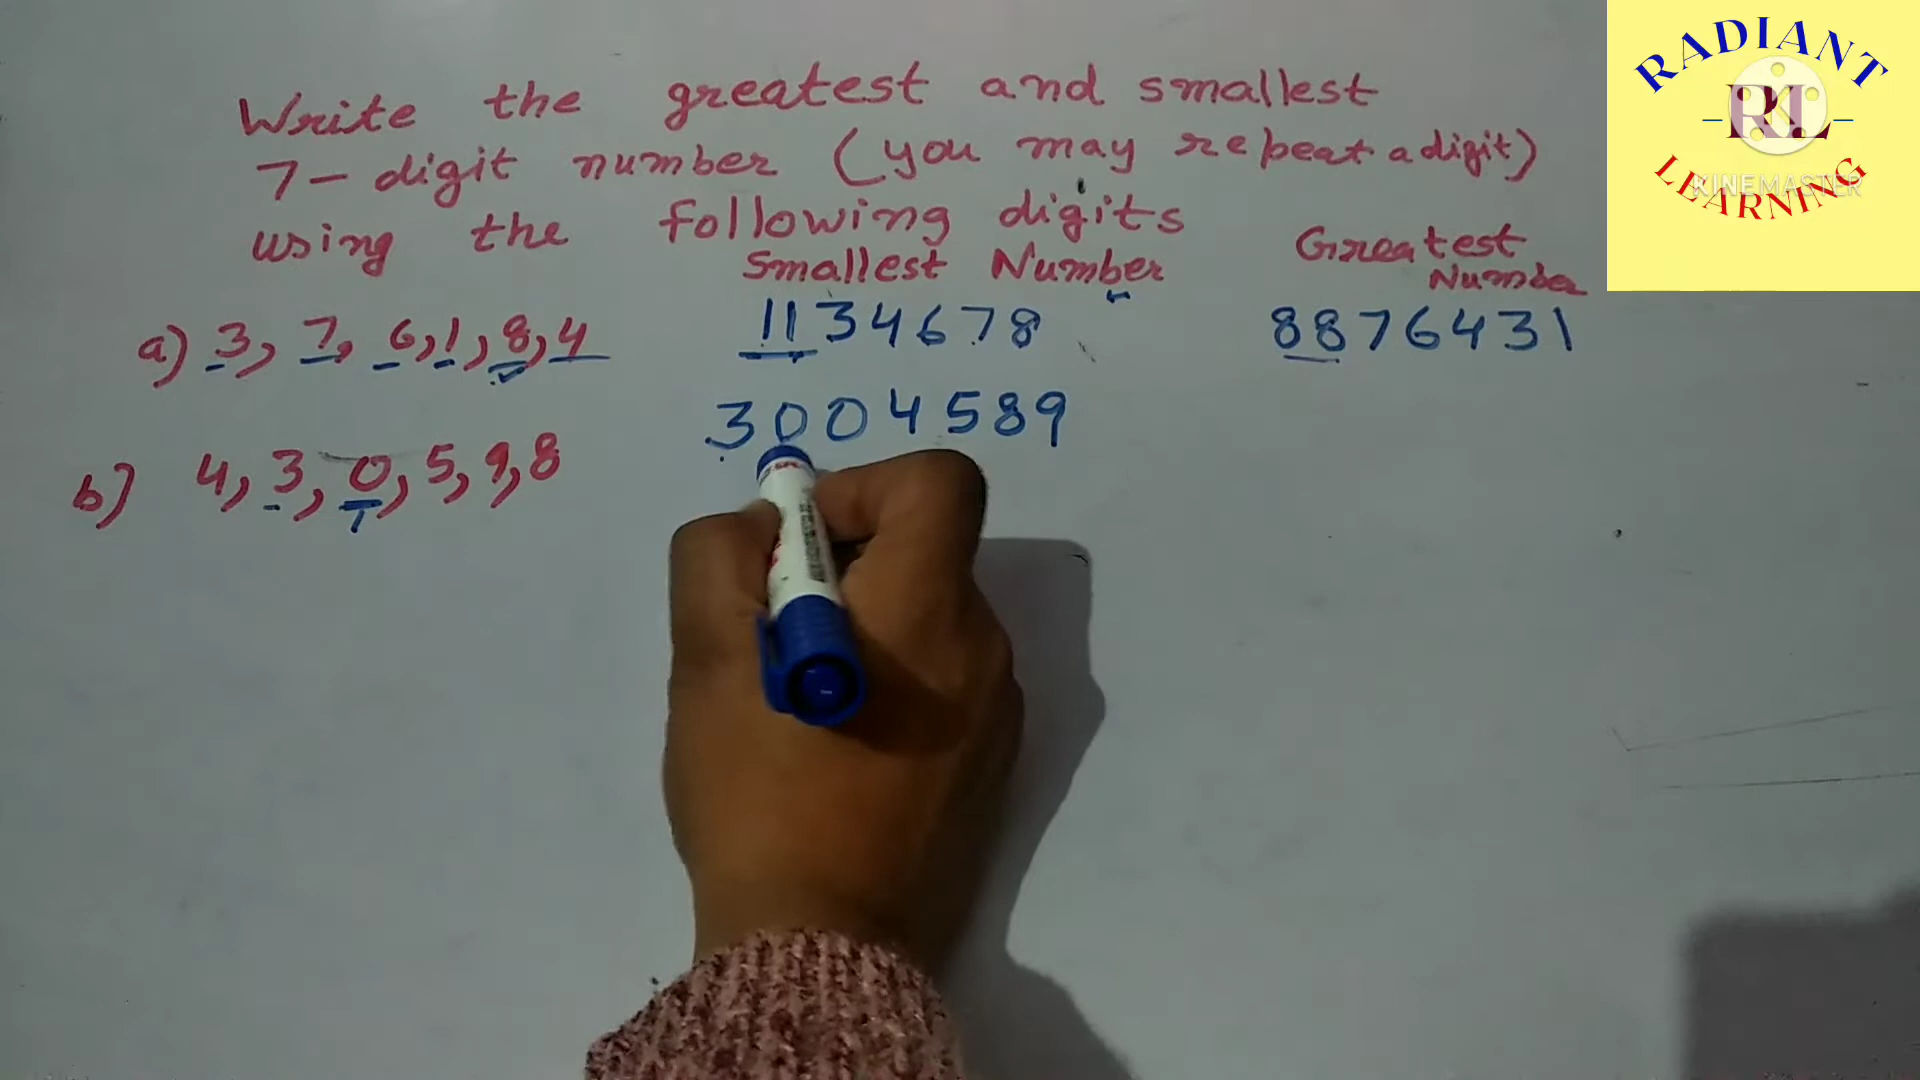 Write the greatest and smallest
7-digit number (you may repeat a digit)
using the following digits
Smallest Number
Greatest
Number
a) 3, 7, 6, 1, 8, 4 1134678 8876431
b) 4, 3, 0, 5, 9, 8 3004589
RADIANT
RL
LEARNING
KINEMASTER